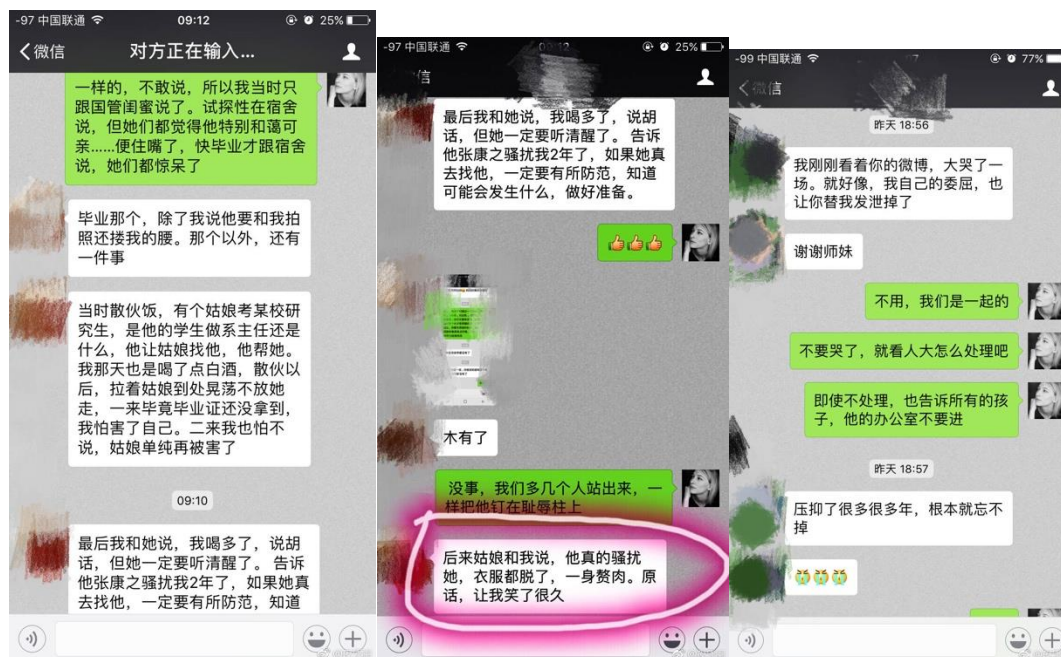 -97 中国联通 09:12 25%
微信 对方正在输入...
一样的，不敢说，所以我当时只
跟国管闺蜜说了。试探性在宿舍
说，但她们都觉得他特别和蔼可
亲......便住嘴了，快毕业才跟宿舍
说，她们都惊呆了
毕业那个，除了我说他要和我拍
照还搂我的腰。那个以外，还有
一件事
当时散伙饭，有个姑娘考某校研
究生，是他的学生做系主任还是
什么，他让姑娘找他，他帮她。
我那天也是喝了点白酒，散伙以
后，拉着姑娘到处晃荡不放她
走，一来毕竟毕业证还没拿到，
我怕害了自己。二来我也怕不
说，姑娘单纯再被害了
09:10
最后我和她说，我喝多了，说胡
话，但她一定要听清醒了。 告诉
他张康之骚扰我2年了，如果她真
去找他，一定要有所防范，知道
-97 中国联通 09:12 25%
信
最后我和她说，我喝多了，说胡
话，但她一定要听清醒了。 告诉
他张康之骚扰我2年了，如果她真
去找他，一定要有所防范，知道
可能会发生什么，做好准备。
👍👍👍
木有了
没事，我们多几个人站出来，一
样把他钉在耻辱柱上
后来姑娘和我说，他真的骚扰
她，衣服都脱了，一身赘肉。原
话，让我笑了很久
-99 中国联通 77%
微信
昨天 18:56
我刚刚看着你的微博，大哭了一
场。就好像，我自己的委屈，也
让你替我发泄掉了
谢谢师妹
不用，我们是一起的
不要哭了，就看人大怎么处理吧
即使不处理，也告诉所有的孩
子，他的办公室不要进
昨天 18:57
压抑了很多很多年，根本就忘不
掉